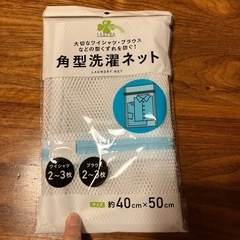 大切なワイシャツ・ブラウス
などの型くずれを防ぐ!
角型洗濯ネット
LAUNDRY NET
ワイシャツ
2~3枚
ブラウス
2~3枚
サイズ
約40cm×50cm